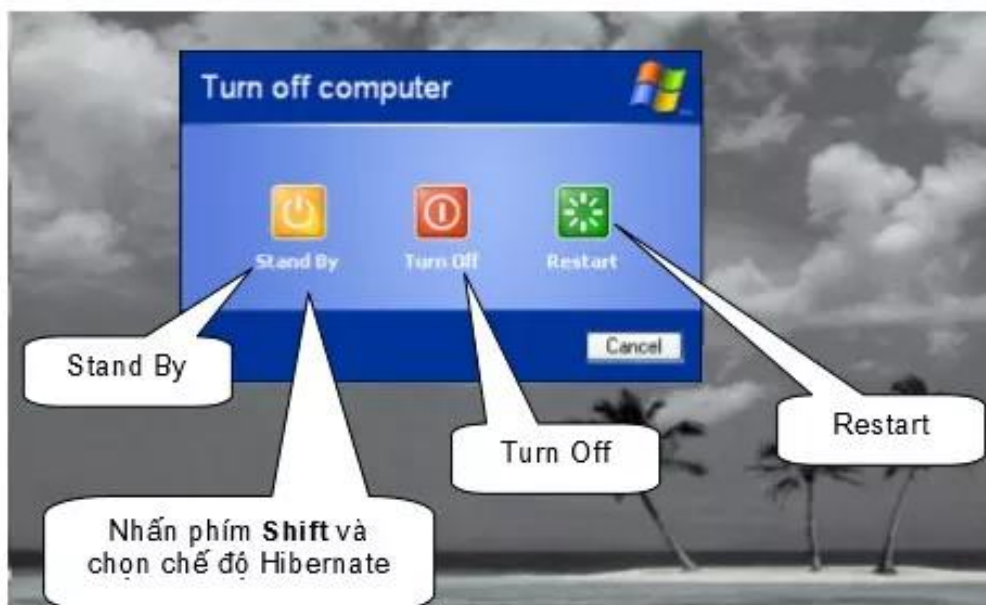 Turn off computer
Stand By
Turn Off
Restart
Cancel
Stand By
Restart
Turn Off
Nhấn phím Shift và
chọn chế độ Hibernate